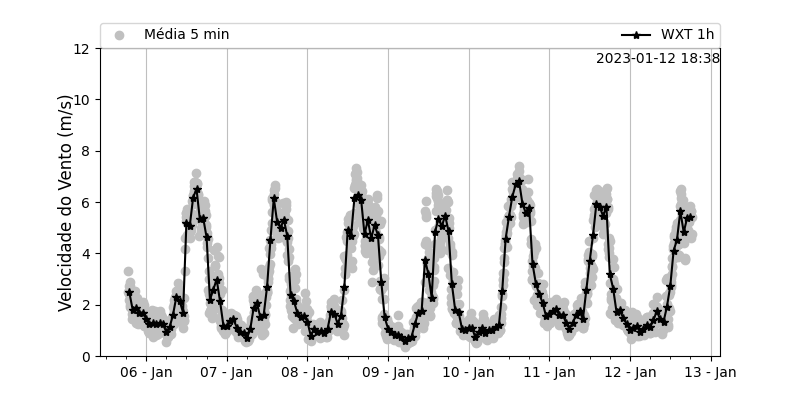 Média 5 min
WXT 1h
2023-01-12 18:38
Velocidade do Vento (m/s)
12
10
8
6
4
2
0
06 - Jan
07 - Jan
08 - Jan
09 - Jan
10 - Jan
11 - Jan
12 - Jan
13 - Jan